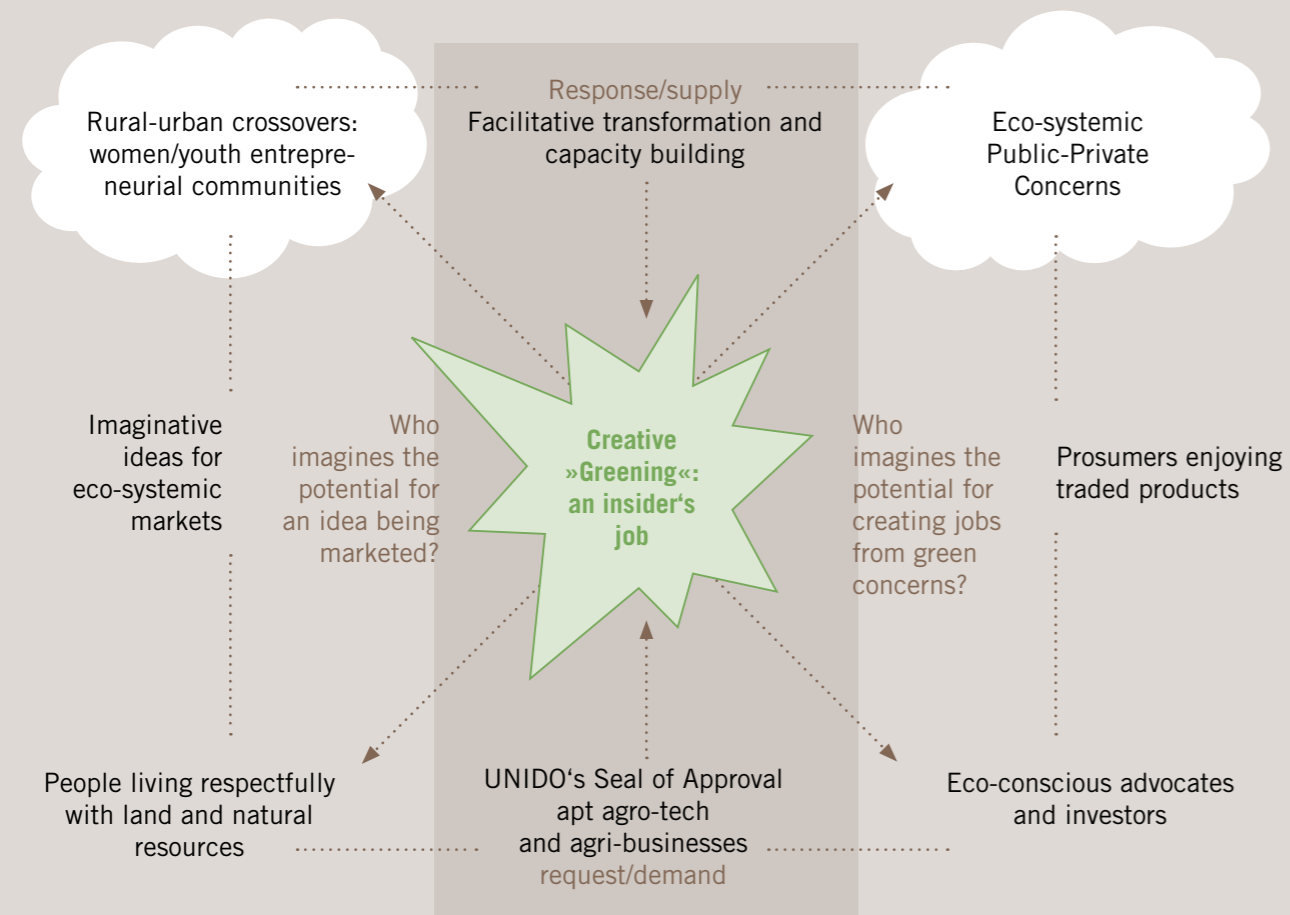 Rural-urban crossovers:
women/youth entrepre-
neurial communities
Response/supply
Facilitative transformation and
capacity building
Eco-systemic
Public-Private
Concerns
Imaginative
ideas for
eco-systemic
markets
Who
imagines the
potential for
an idea being
marketed?
Creative
»Greening«:
an insider‘s
job
Who
imagines the
potential for
creating jobs
from green
concerns?
Prosumers enjoying
traded products
People living respectfully
with land and natural
resources
UNIDO‘s Seal of Approval
apt agro-tech
and agri-businesses
request/demand
Eco-conscious advocates
and investors